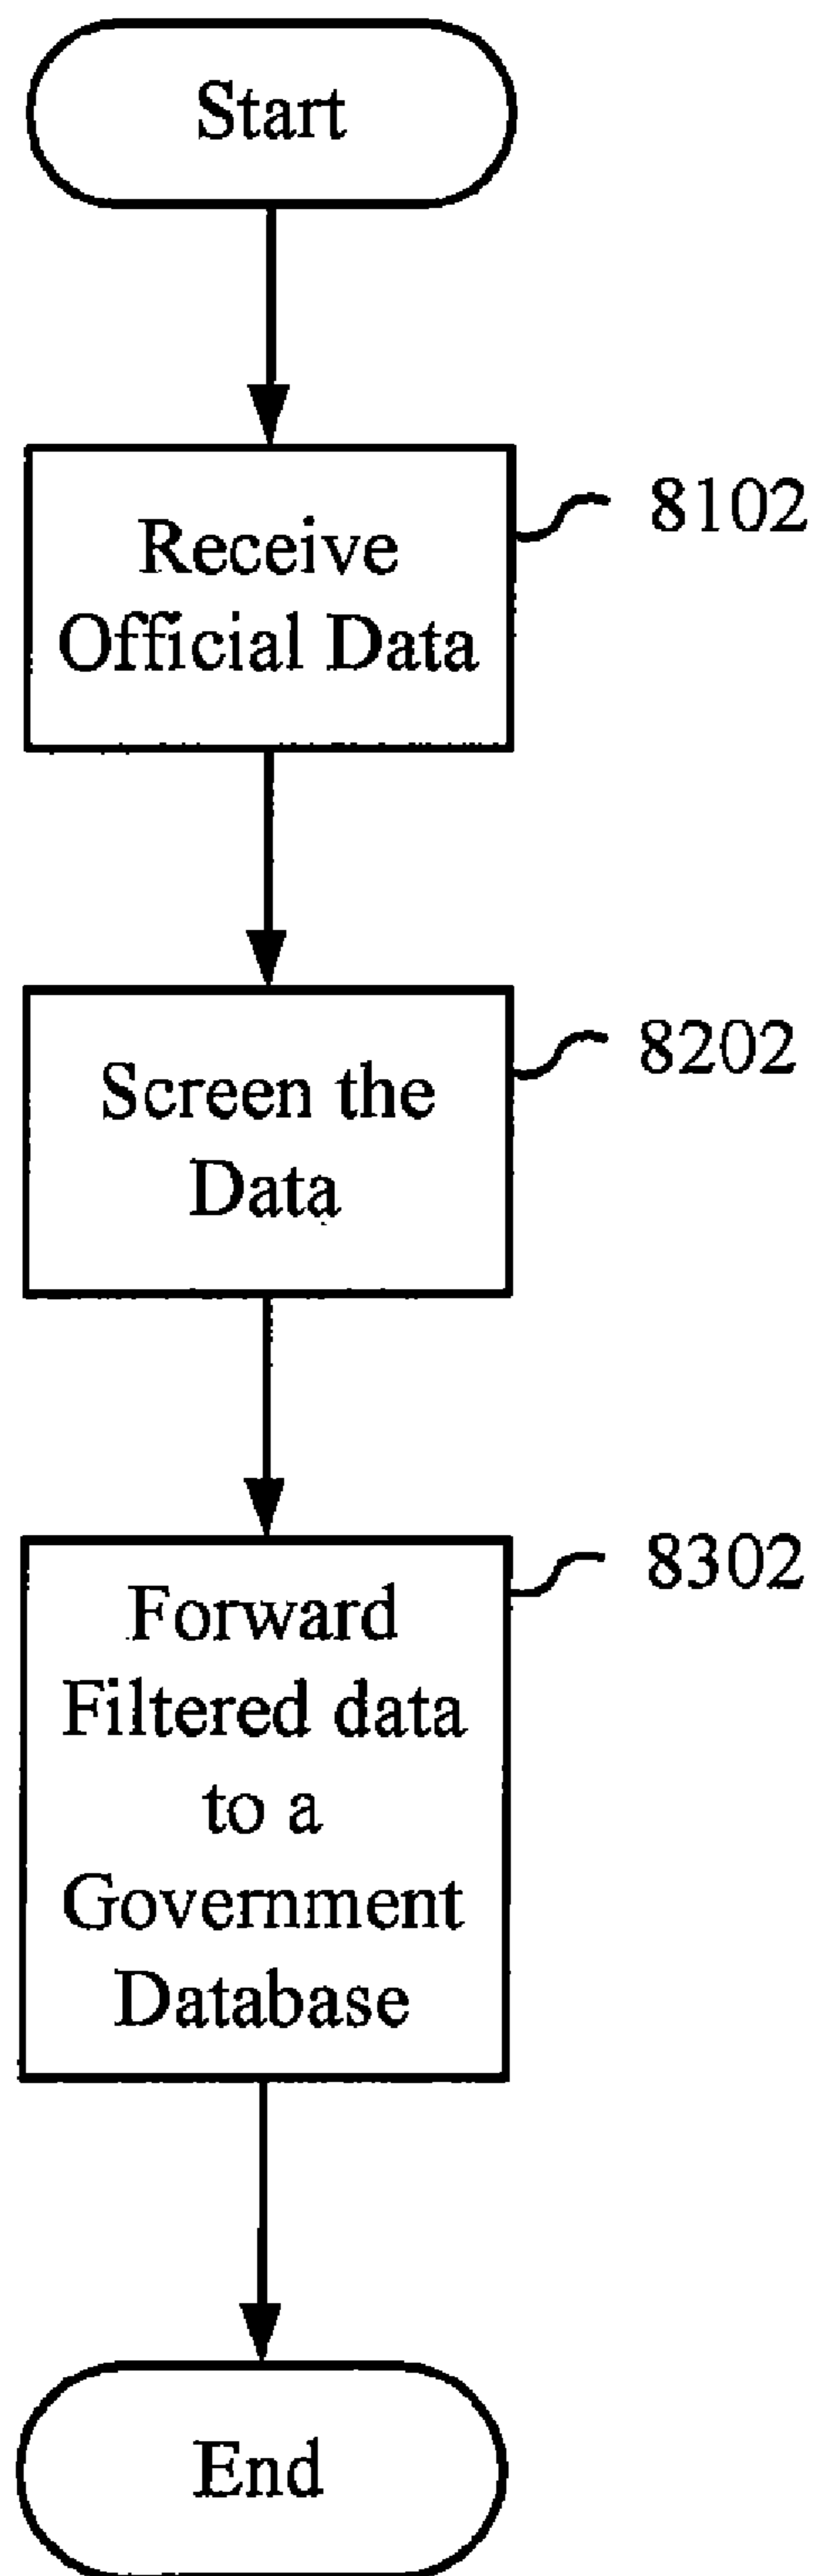 Start
Receive
Official Data
8102
Screen the
Data
8202
Forward
Filtered data
to a
Government
Database
8302
End